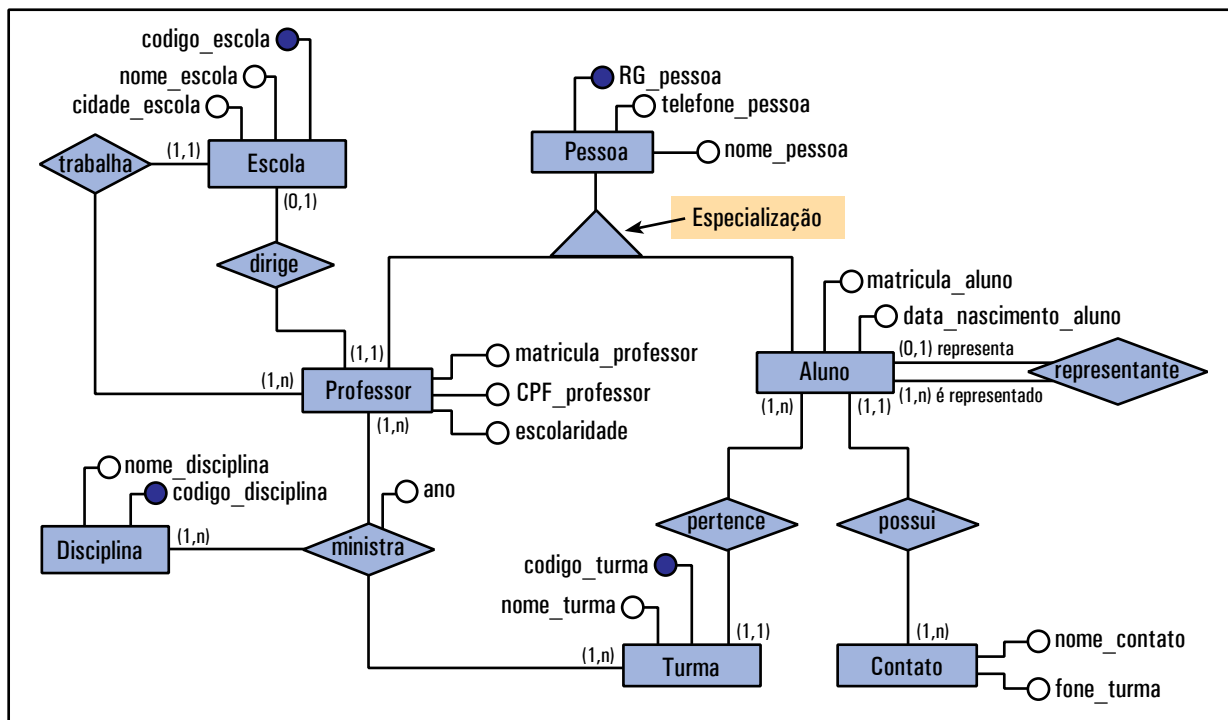 codigo_escola
nome_escola
cidade_escola
trabalha
(1,1)
Escola
(0,1)
dirige
RG_pessoa
telefone_pessoa
Pessoa
nome_pessoa
Especialização
(1,1)
(1,n)
Professor
(1,n)
matricula_professor
CPF_professor
escolaridade
matricula_aluno
data_nascimento_aluno
(0,1) representa
Aluno
representante
(1,n) é representado
(1,n)
(1,1)
nome_disciplina
codigo_disciplina
Disciplina
(1,n)
ano
ministra
pertence
possui
codigo_turma
nome_turma
(1,n)
Turma
(1,1)
(1,n)
Contato
nome_contato
fone_turma